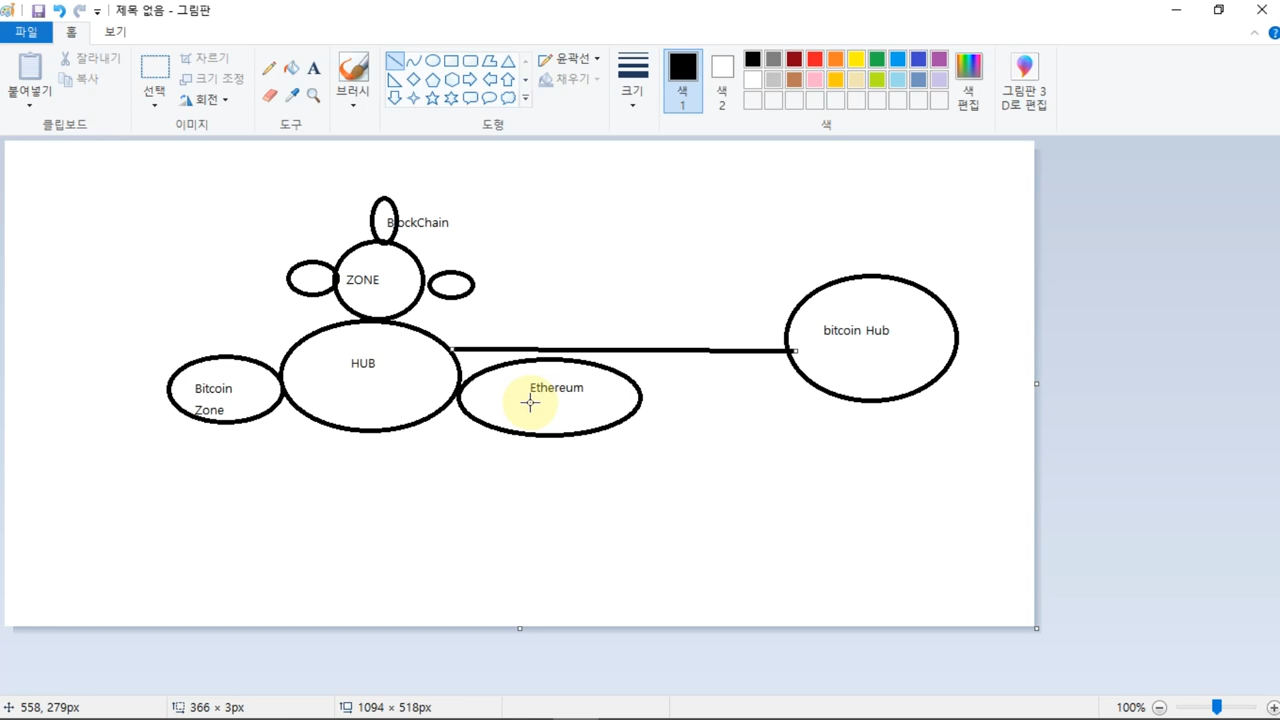 제목 없음 - 그림판
파일 홈 보기
붙여넣기
잘라내기
복사
클립보드
선택
자르기
크기 조정
회전
이미지
A
도구
브러시
윤곽선
채우기
도형
크기
색
1
색
2
색
편집
색
그림판 3
D로 편집
BlockChain
ZONE
HUB
Bitcoin
Zone
Ethereum
bitcoin Hub
558, 279px
366 × 3px
1094 × 518px
100%